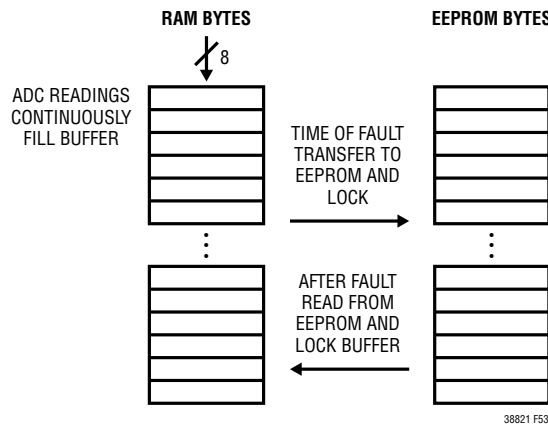 RAM BYTES
EEPROM BYTES
8
ADC READINGS
CONTINUOUSLY
FILL BUFFER
TIME OF FAULT
TRANSFER TO
EEPROM AND
LOCK
AFTER FAULT
READ FROM
EEPROM AND
LOCK BUFFER
38821 F53